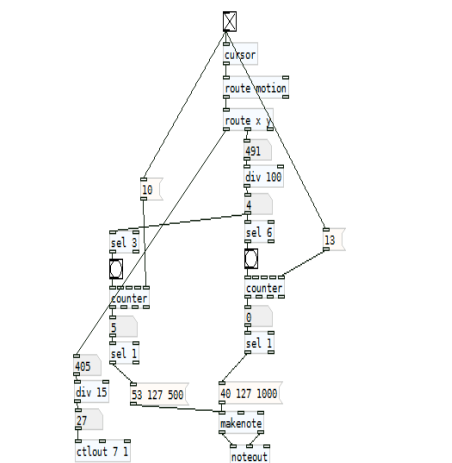 cursor
route motion
route x y
491
div 100
10
4
sel 3
sel 6
13
counter
counter
5
0
sel 1
sel 1
405
div 15
53 127 500
40 127 1000
27
makenote
ctlout 7 1
noteout